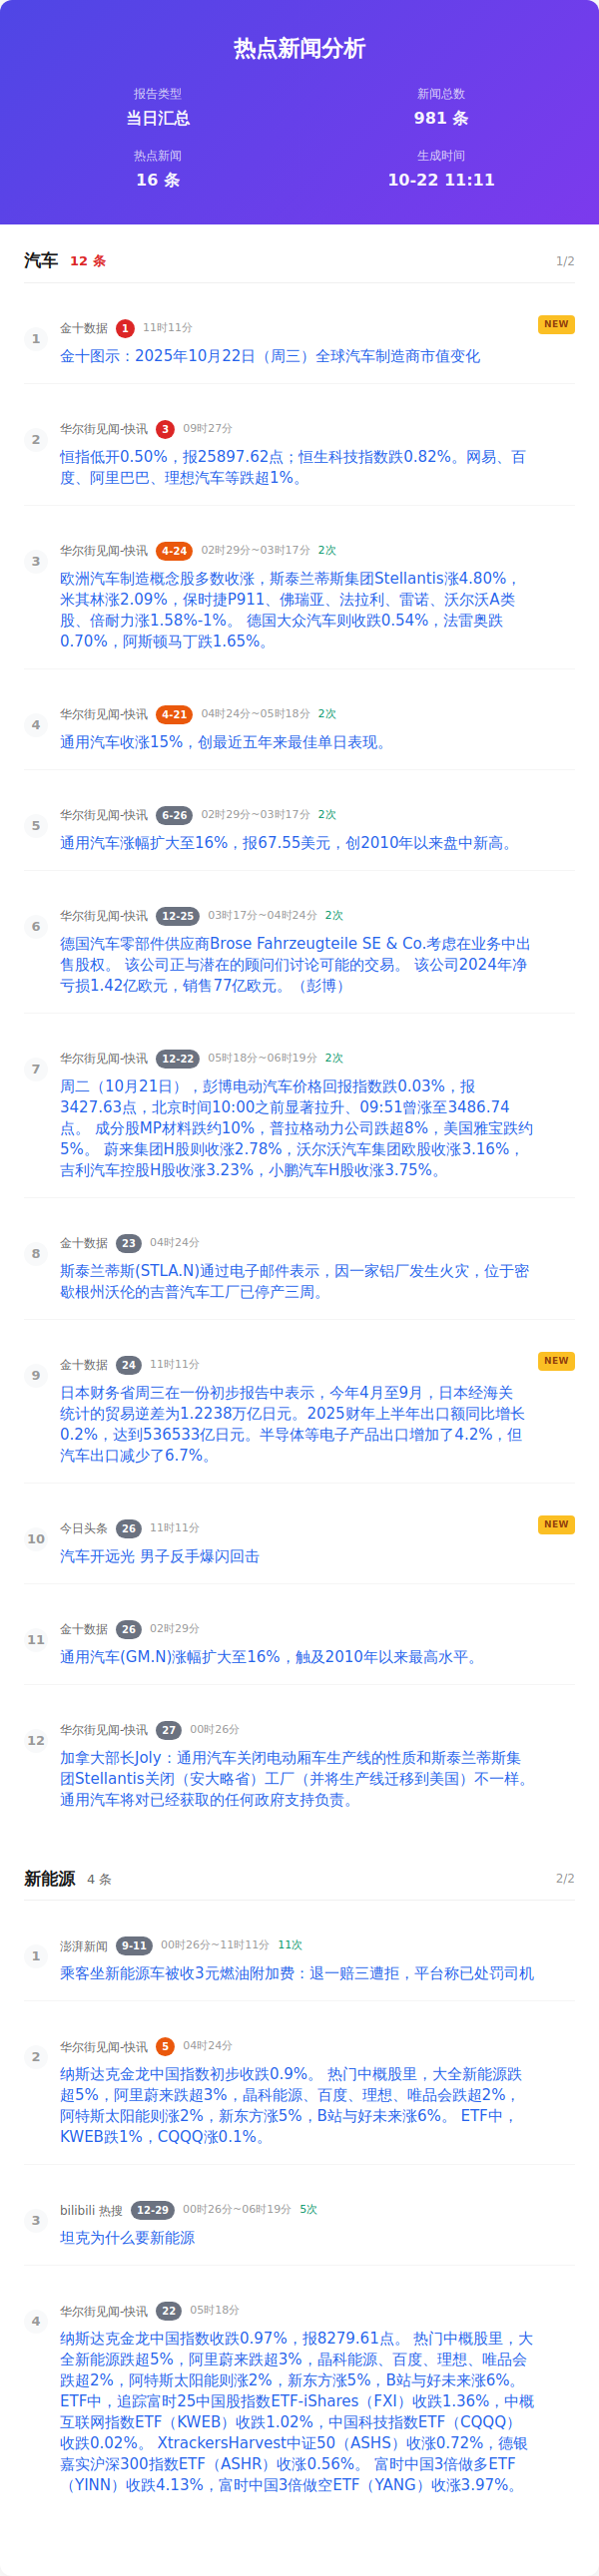 热点新闻分析
报告类型
新闻总数
当日汇总
981 条
热点新闻
生成时间
16 条
10-22 11:11
汽车 12 条 1/2
1 金十数据 1 11时11分 NEW
金十图示：2025年10月22日（周三）全球汽车制造商市值变化
2 华尔街见闻-快讯 3 09时27分
恒指低开0.50%，报25897.62点；恒生科技指数跌0.82%。网易、百
度、阿里巴巴、理想汽车等跌超1%。
3 华尔街见闻-快讯 4-24 02时29分~03时17分 2次
欧洲汽车制造概念股多数收涨，斯泰兰蒂斯集团Stellantis涨4.80%，
米其林涨2.09%，保时捷P911、佛瑞亚、法拉利、雷诺、沃尔沃A类
股、倍耐力涨1.58%-1%。 德国大众汽车则收跌0.54%，法雷奥跌
0.70%，阿斯顿马丁跌1.65%。
4 华尔街见闻-快讯 4-21 04时24分~05时18分 2次
通用汽车收涨15%，创最近五年来最佳单日表现。
5 华尔街见闻-快讯 6-26 02时29分~03时17分 2次
通用汽车涨幅扩大至16%，报67.55美元，创2010年以来盘中新高。
6 华尔街见闻-快讯 12-25 03时17分~04时24分 2次
德国汽车零部件供应商Brose Fahrzeugteile SE & Co.考虑在业务中出
售股权。 该公司正与潜在的顾问们讨论可能的交易。 该公司2024年净
亏损1.42亿欧元，销售77亿欧元。（彭博）
7 华尔街见闻-快讯 12-22 05时18分~06时19分 2次
周二（10月21日），彭博电动汽车价格回报指数跌0.03%，报
3427.63点，北京时间10:00之前显著拉升、09:51曾涨至3486.74
点。 成分股MP材料跌约10%，普拉格动力公司跌超8%，美国雅宝跌约
5%。 蔚来集团H股则收涨2.78%，沃尔沃汽车集团欧股收涨3.16%，
吉利汽车控股H股收涨3.23%，小鹏汽车H股收涨3.75%。
8 金十数据 23 04时24分
斯泰兰蒂斯(STLA.N)通过电子邮件表示，因一家铝厂发生火灾，位于密
歇根州沃伦的吉普汽车工厂已停产三周。
9 金十数据 24 11时11分 NEW
日本财务省周三在一份初步报告中表示，今年4月至9月，日本经海关
统计的贸易逆差为1.2238万亿日元。2025财年上半年出口额同比增长
0.2%，达到536533亿日元。半导体等电子产品出口增加了4.2%，但
汽车出口减少了6.7%。
10 今日头条 26 11时11分 NEW
汽车开远光 男子反手爆闪回击
11 金十数据 26 02时29分
通用汽车(GM.N)涨幅扩大至16%，触及2010年以来最高水平。
12 华尔街见闻-快讯 27 00时26分
加拿大部长Joly：通用汽车关闭电动厢车生产线的性质和斯泰兰蒂斯集
团Stellantis关闭（安大略省）工厂（并将生产线迁移到美国）不一样。
通用汽车将对已经获取的任何政府支持负责。
新能源 4 条 2/2
1 澎湃新闻 9-11 00时26分~11时11分 11次
乘客坐新能源车被收3元燃油附加费：退一赔三遭拒，平台称已处罚司机
2 华尔街见闻-快讯 5 04时24分
纳斯达克金龙中国指数初步收跌0.9%。 热门中概股里，大全新能源跌
超5%，阿里蔚来跌超3%，晶科能源、百度、理想、唯品会跌超2%，
阿特斯太阳能则涨2%，新东方涨5%，B站与好未来涨6%。 ETF中，
KWEB跌1%，CQQQ涨0.1%。
3 bilibili 热搜 12-29 00时26分~06时19分 5次
坦克为什么要新能源
4 华尔街见闻-快讯 22 05时18分
纳斯达克金龙中国指数收跌0.97%，报8279.61点。 热门中概股里，大
全新能源跌超5%，阿里蔚来跌超3%，晶科能源、百度、理想、唯品会
跌超2%，阿特斯太阳能则涨2%，新东方涨5%，B站与好未来涨6%。
ETF中，追踪富时25中国股指数ETF-iShares（FXI）收跌1.36%，中概
互联网指数ETF（KWEB）收跌1.02%，中国科技指数ETF（CQQQ）
收跌0.02%。 XtrackersHarvest中证50（ASHS）收涨0.72%，德银
嘉实沪深300指数ETF（ASHR）收涨0.56%。 富时中国3倍做多ETF
（YINN）收跌4.13%，富时中国3倍做空ETF（YANG）收涨3.97%。